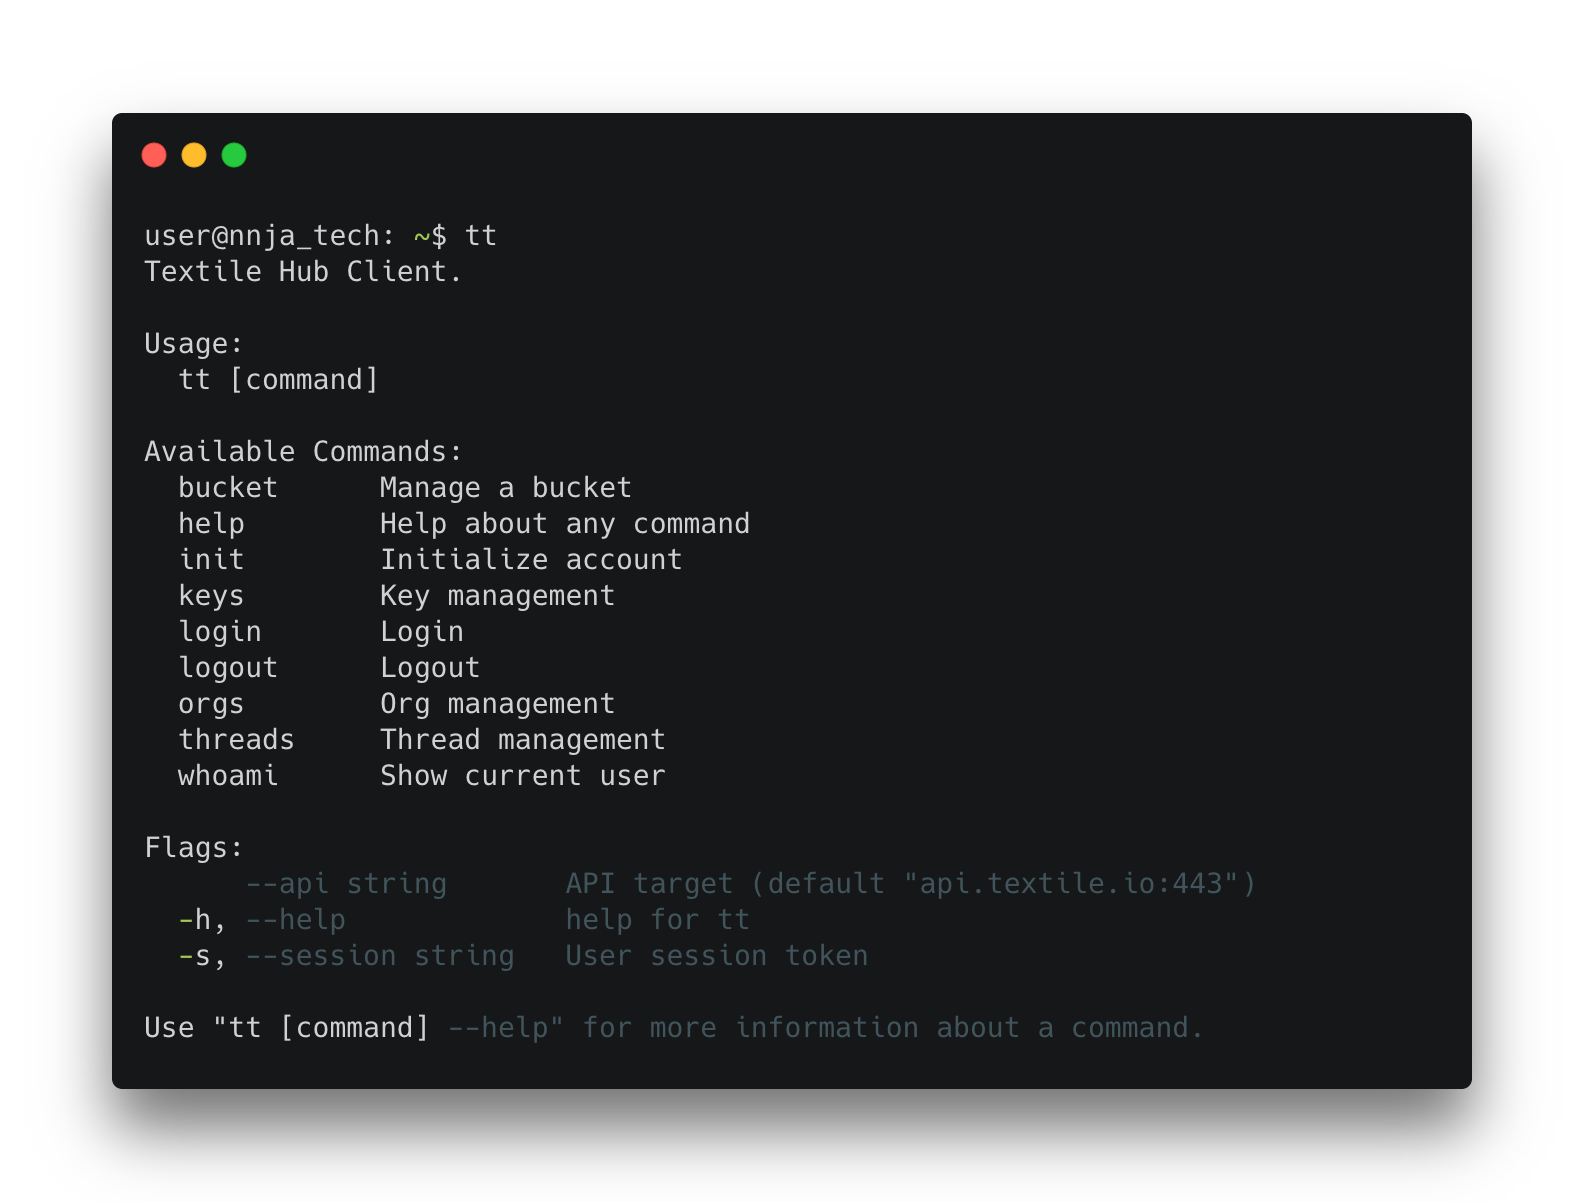 user@nnja_tech: ~$ tt
Textile Hub Client.
Usage:
  tt [command]
Available Commands:
  bucket      Manage a bucket
  help        Help about any command
  init        Initialize account
  keys        Key management
  login       Login
  logout      Logout
  orgs        Org management
  threads     Thread management
  whoami      Show current user
Flags:
      --api string       API target (default "api.textile.io:443")
  -h, --help             help for tt
  -s, --session string   User session token
Use "tt [command] --help" for more information about a command.